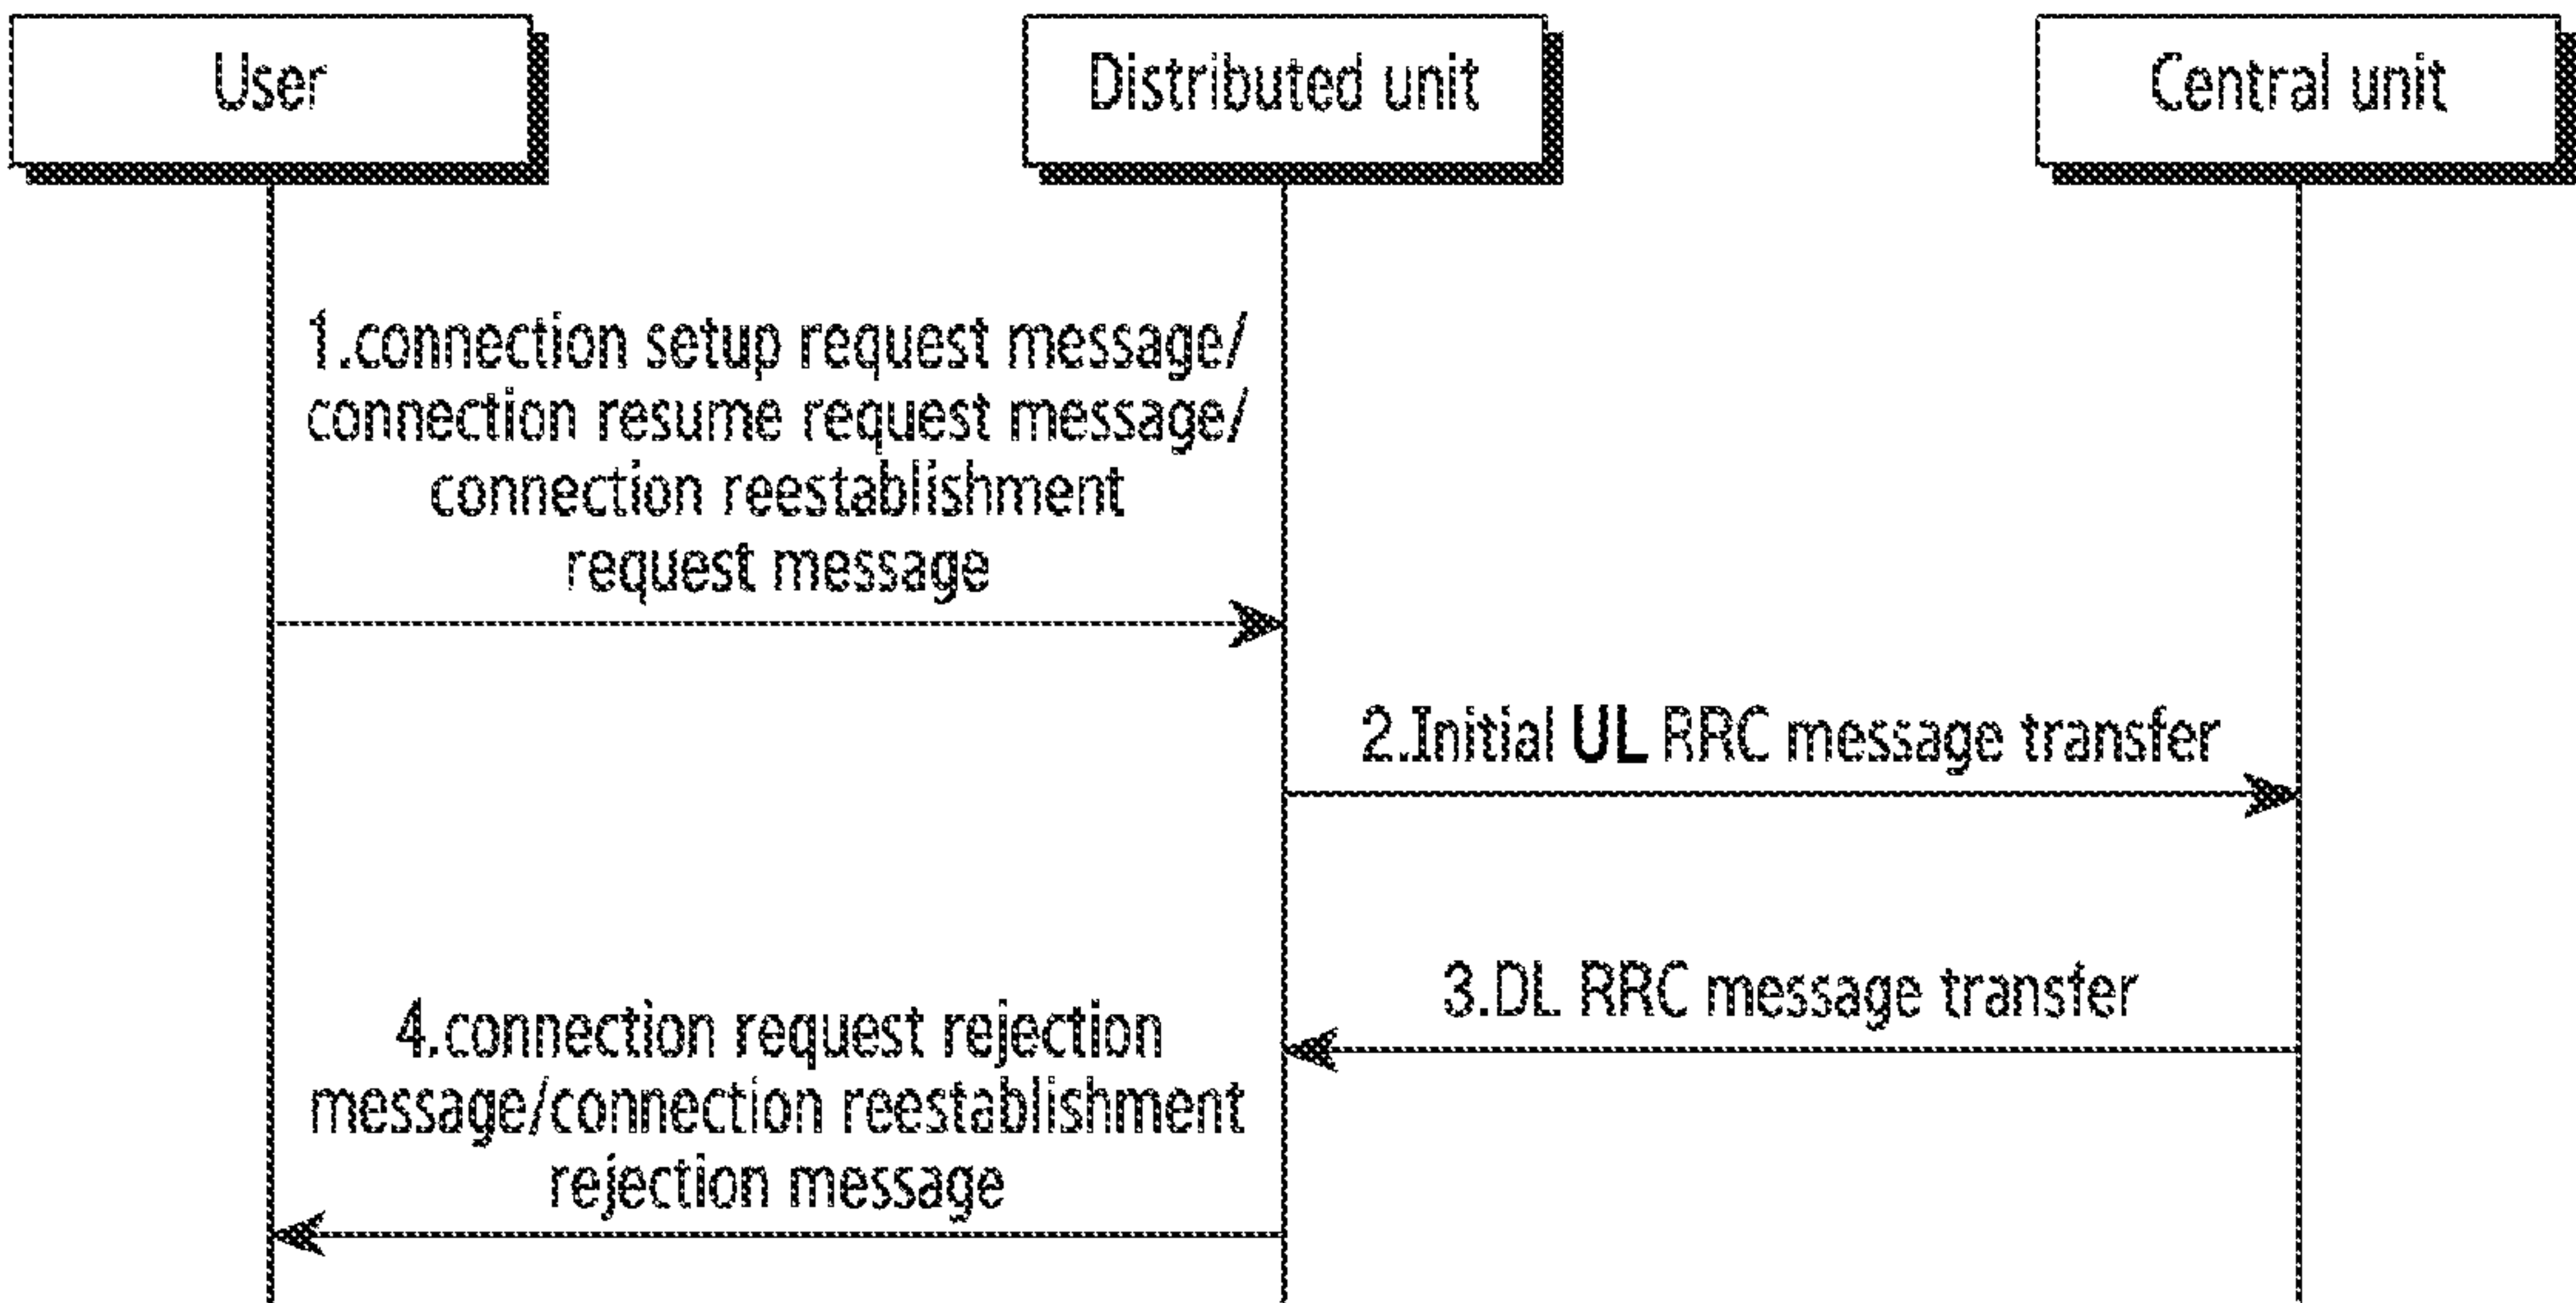 User
Distributed unit
Central unit
1.connection setup request message/
connection resume request message/
connection reestablishment
request message
2.Initial UL RRC message transfer
3.DL RRC message transfer
4.connection request rejection
message/connection reestablishment
rejection message